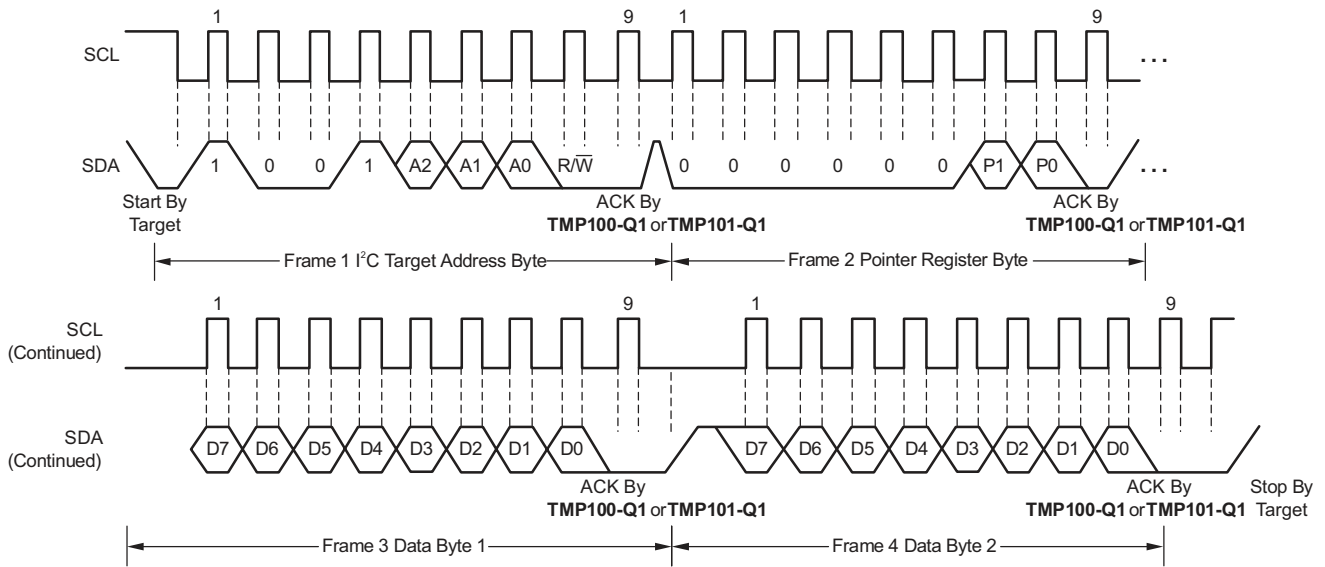 1 9 1 9
SCL ...
SDA 1 0 0 1 A2 A1 A0 R/W̅ 0 0 0 0 0 0 P1 P0 ...
Start By Target
ACK By
TMP100-Q1 or TMP101-Q1
ACK By
TMP100-Q1 or TMP101-Q1
Frame 1 I²C Target Address Byte
Frame 2 Pointer Register Byte
1 9 1 9
SCL
(Continued)
SDA
(Continued)
D7 D6 D5 D4 D3 D2 D1 D0 D7 D6 D5 D4 D3 D2 D1 D0
ACK By
TMP100-Q1 or TMP101-Q1
ACK By
TMP100-Q1 or TMP101-Q1
Stop By
Target
Frame 3 Data Byte 1
Frame 4 Data Byte 2